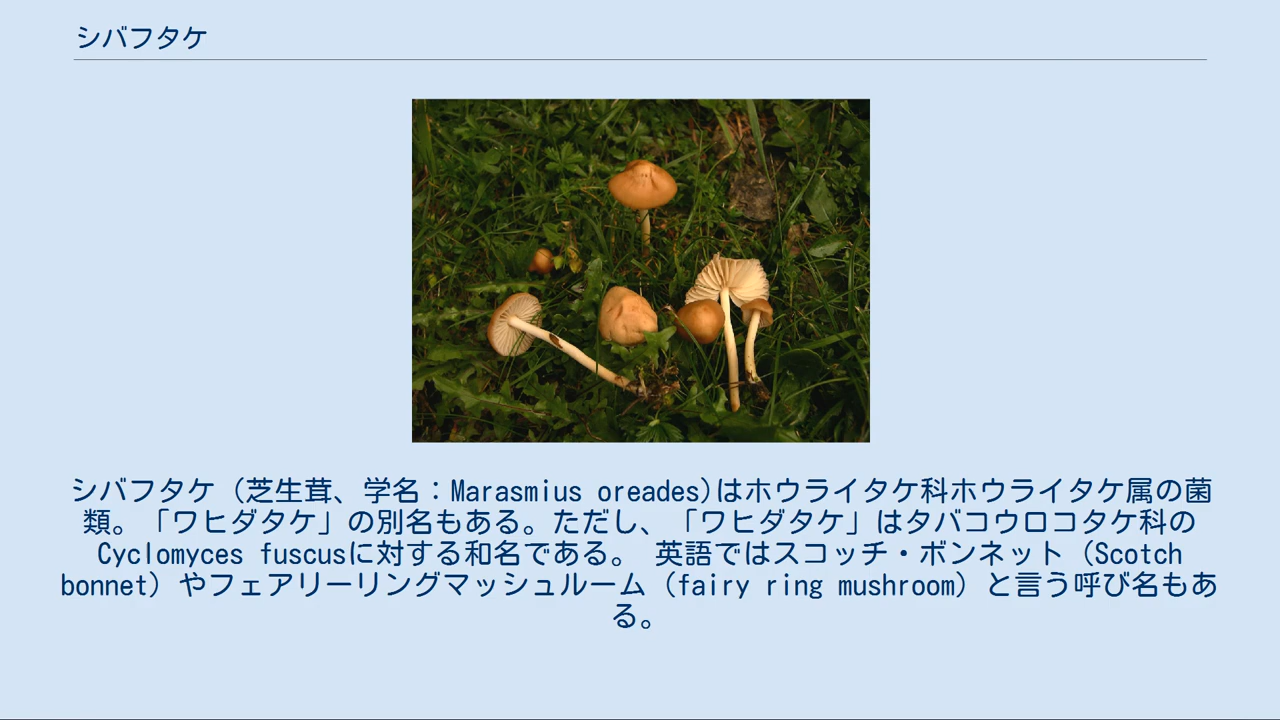 シバフタケ
シバフタケ（芝生茸、学名：Marasmius oreades)はホウライタケ科ホウライタケ属の菌
類。「ワヒダタケ」の別名もある。ただし、「ワヒダタケ」はタバコウロコタケ科の
Cyclomyces fuscusに対する和名である。 英語ではスコッチ・ボンネット（Scotch
bonnet）やフェアリーリングマッシュルーム（fairy ring mushroom）と言う呼び名もあ
る。